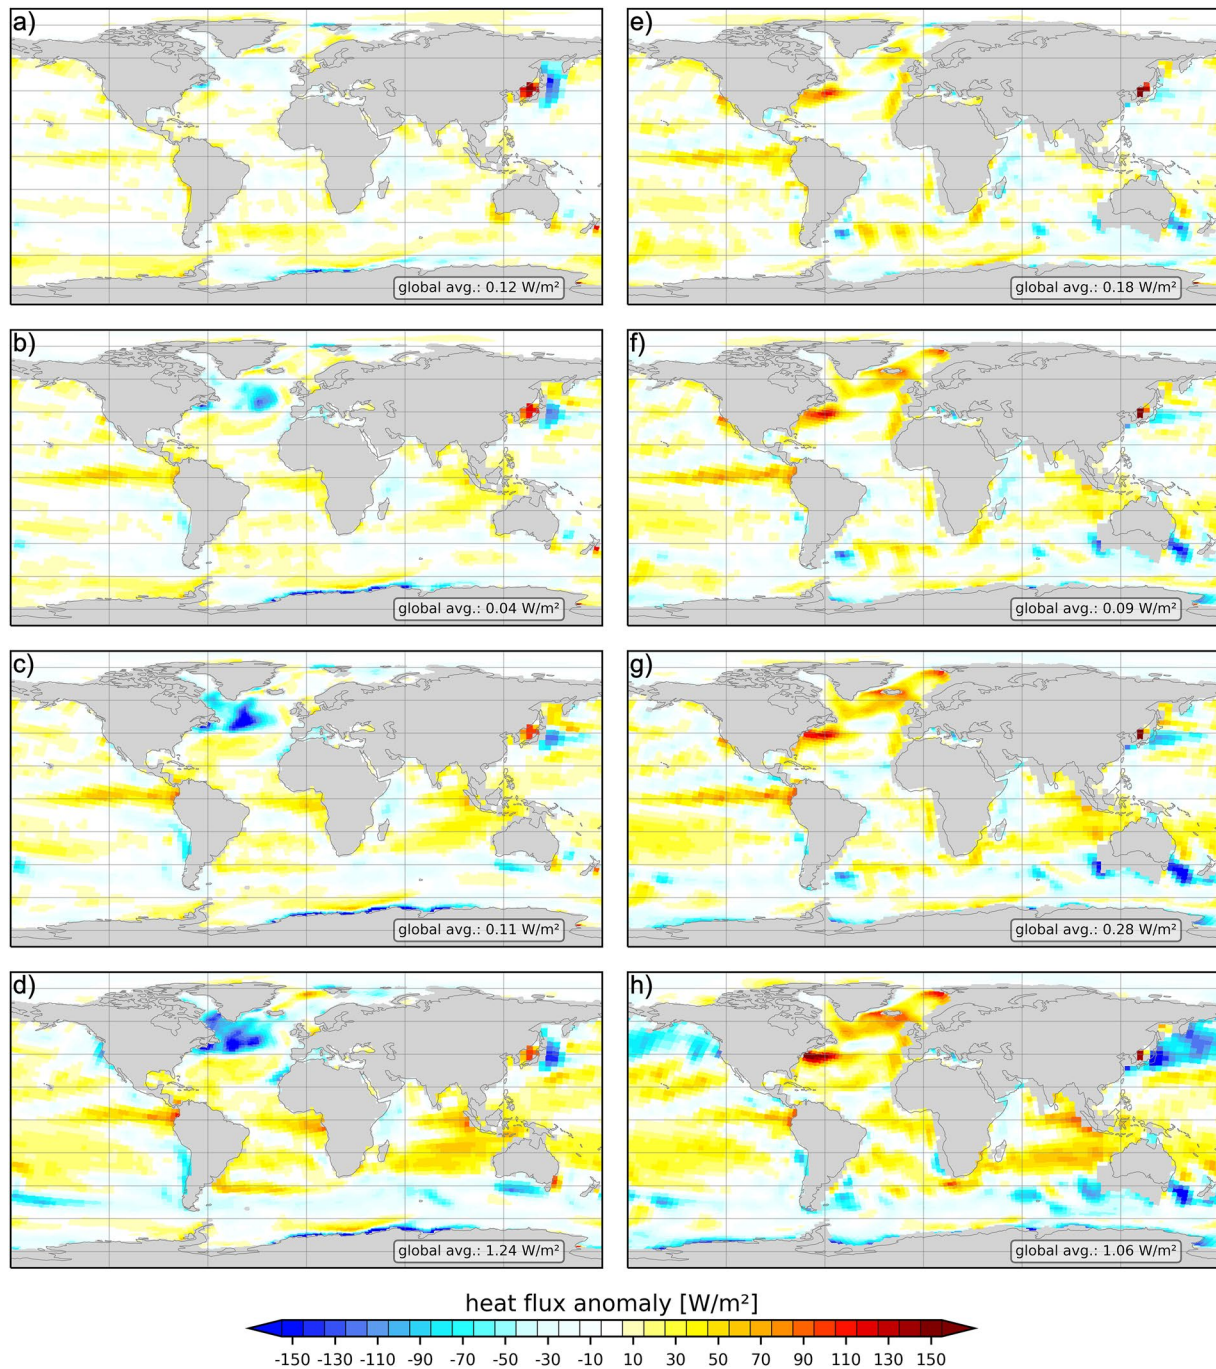 a)
global avg.: 0.12 W/m²
e)
global avg.: 0.18 W/m²
b)
global avg.: 0.04 W/m²
f)
global avg.: 0.09 W/m²
c)
global avg.: 0.11 W/m²
g)
global avg.: 0.28 W/m²
d)
global avg.: 1.24 W/m²
h)
global avg.: 1.06 W/m²
heat flux anomaly [W/m²]
-150 -130 -110 -90 -70 -50 -30 -10 10 30 50 70 90 110 130 150